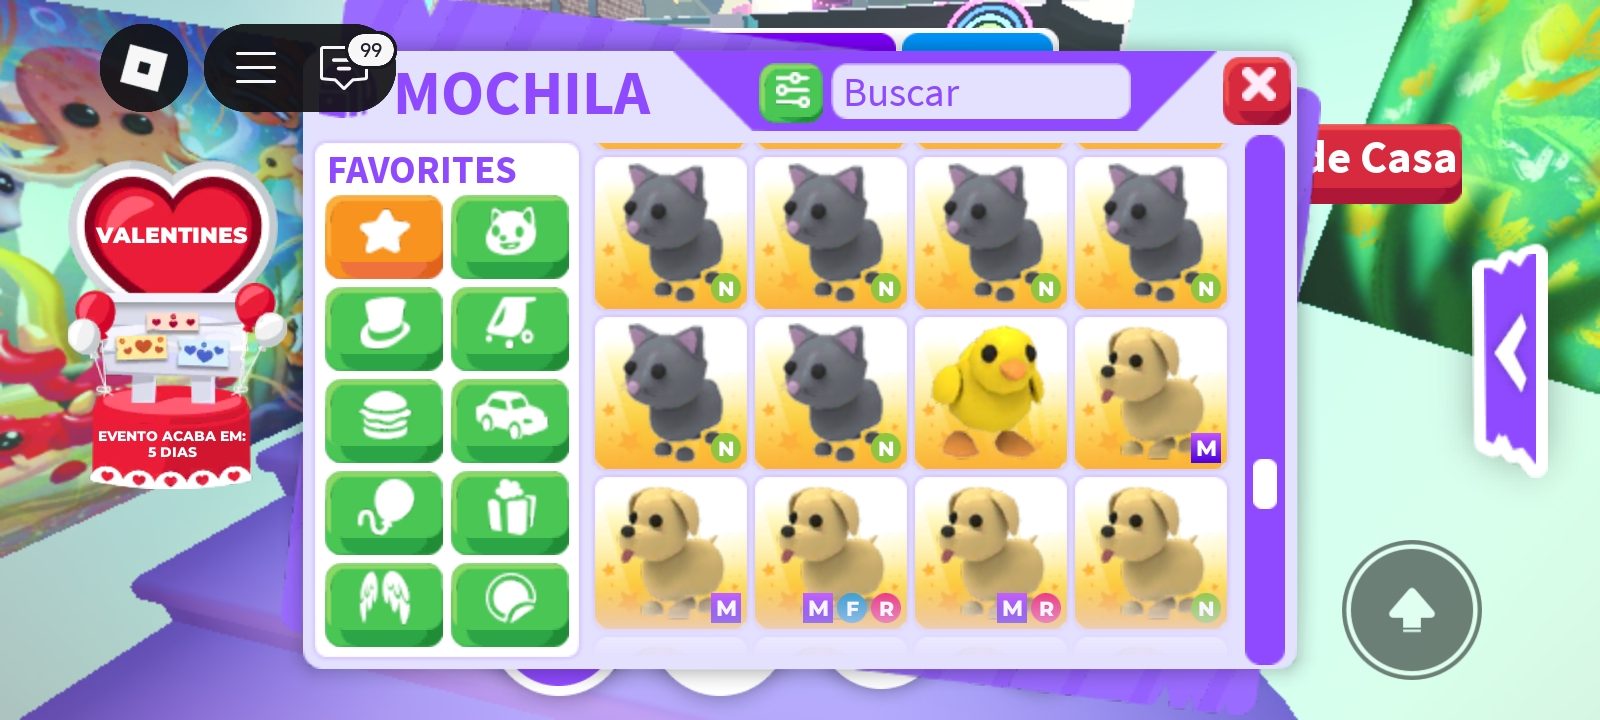 99
MOCHILA
Buscar
de Casa
FAVORITES
VALENTINES
EVENTO ACABA EM:
5 DIAS
N N N N
N N M
M M F R M R N